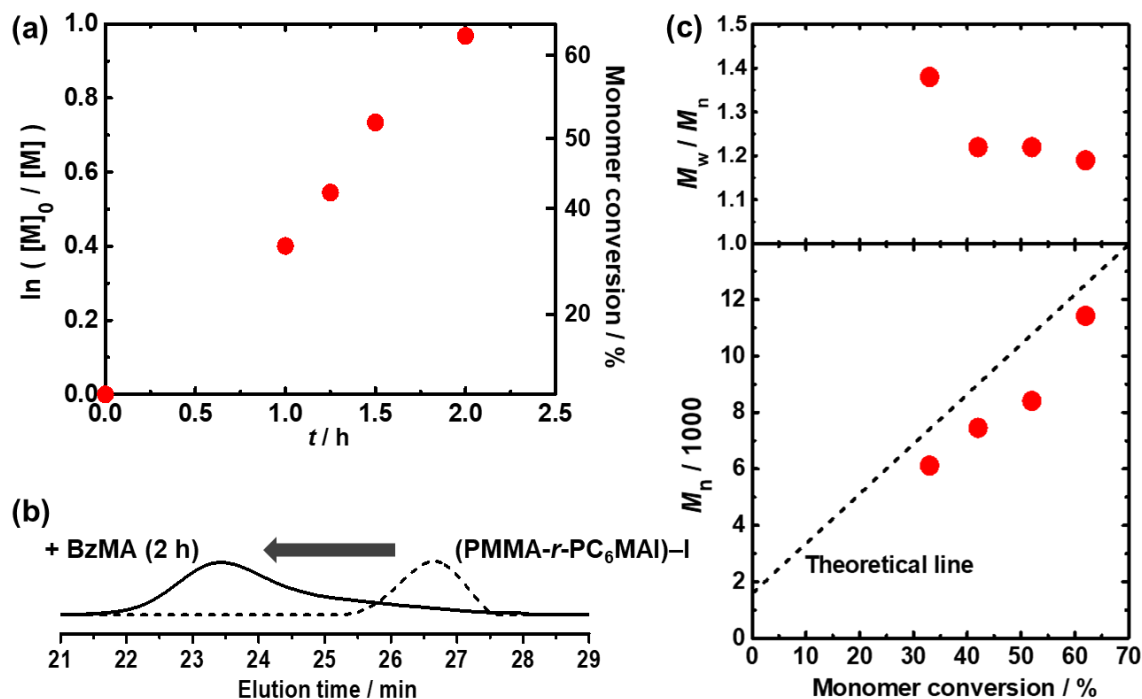 (a)
ln ( [M]0 / [M] )
1.0
0.8
0.6
0.4
0.2
0.0
0.0 0.5 1.0 1.5 2.0 2.5
t / h
60
50
40
20
Monomer conversion / %
(b)
+ BzMA (2 h)
(PMMA-r-PC6MAI)–I
21 22 23 24 25 26 27 28 29
Elution time / min
(c)
Mw / Mn
1.5
1.4
1.3
1.2
1.1
1.0
Mn / 1000
12
10
8
6
4
2
0
Theoretical line
0 10 20 30 40 50 60 70
Monomer conversion / %